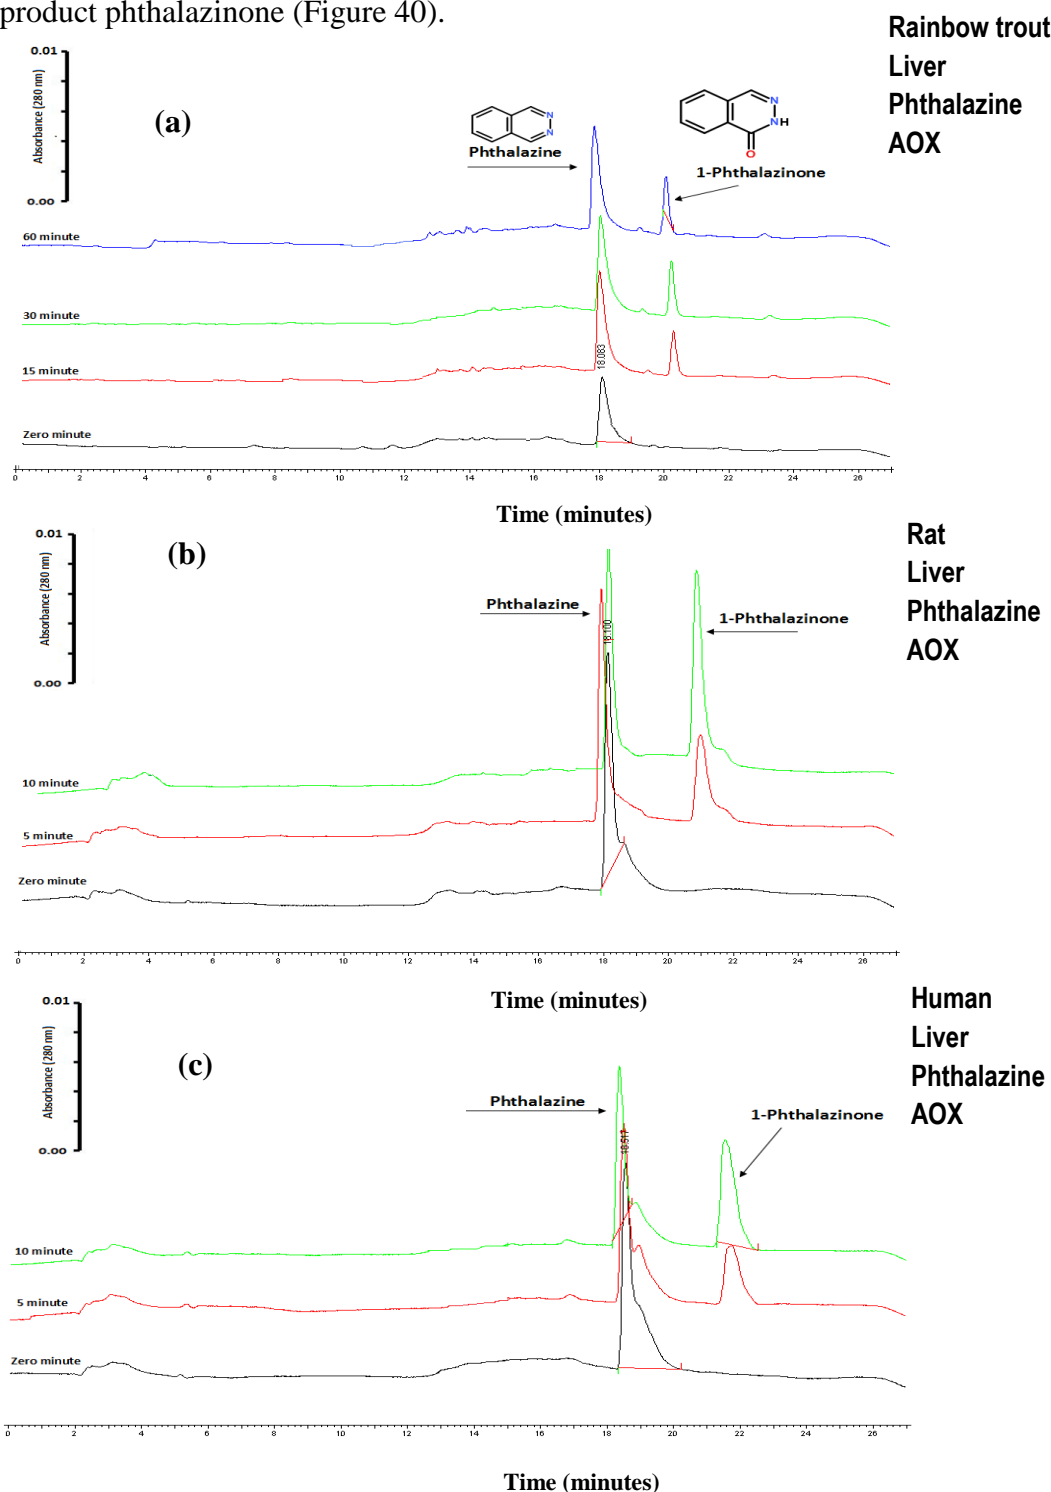 product phthalazinone (Figure 40).
Rainbow trout
Liver
Phthalazine
AOX
0.01
Absorbance (280 nm)
0.00
(a)
N
N
Phthalazine
N
N H
O
1-Phthalazinone
60 minute
30 minute
15 minute
18.083
Zero minute
0 2 4 6 8 10 12 14 16 18 20 22 24 26
Time (minutes)
Rat
Liver
Phthalazine
AOX
0.01
Absorbance (280 nm)
0.00
(b)
Phthalazine
18.100
1-Phthalazinone
10 minute
5 minute
Zero minute
0 2 4 6 8 10 12 14 16 18 20 22 24 26
Time (minutes)
Human
Liver
Phthalazine
AOX
0.01
Absorbance (280 nm)
0.00
(c)
Phthalazine
18.517
1-Phthalazinone
10 minute
5 minute
Zero minute
0 2 4 6 8 10 12 14 16 18 20 22 24 26
Time (minutes)